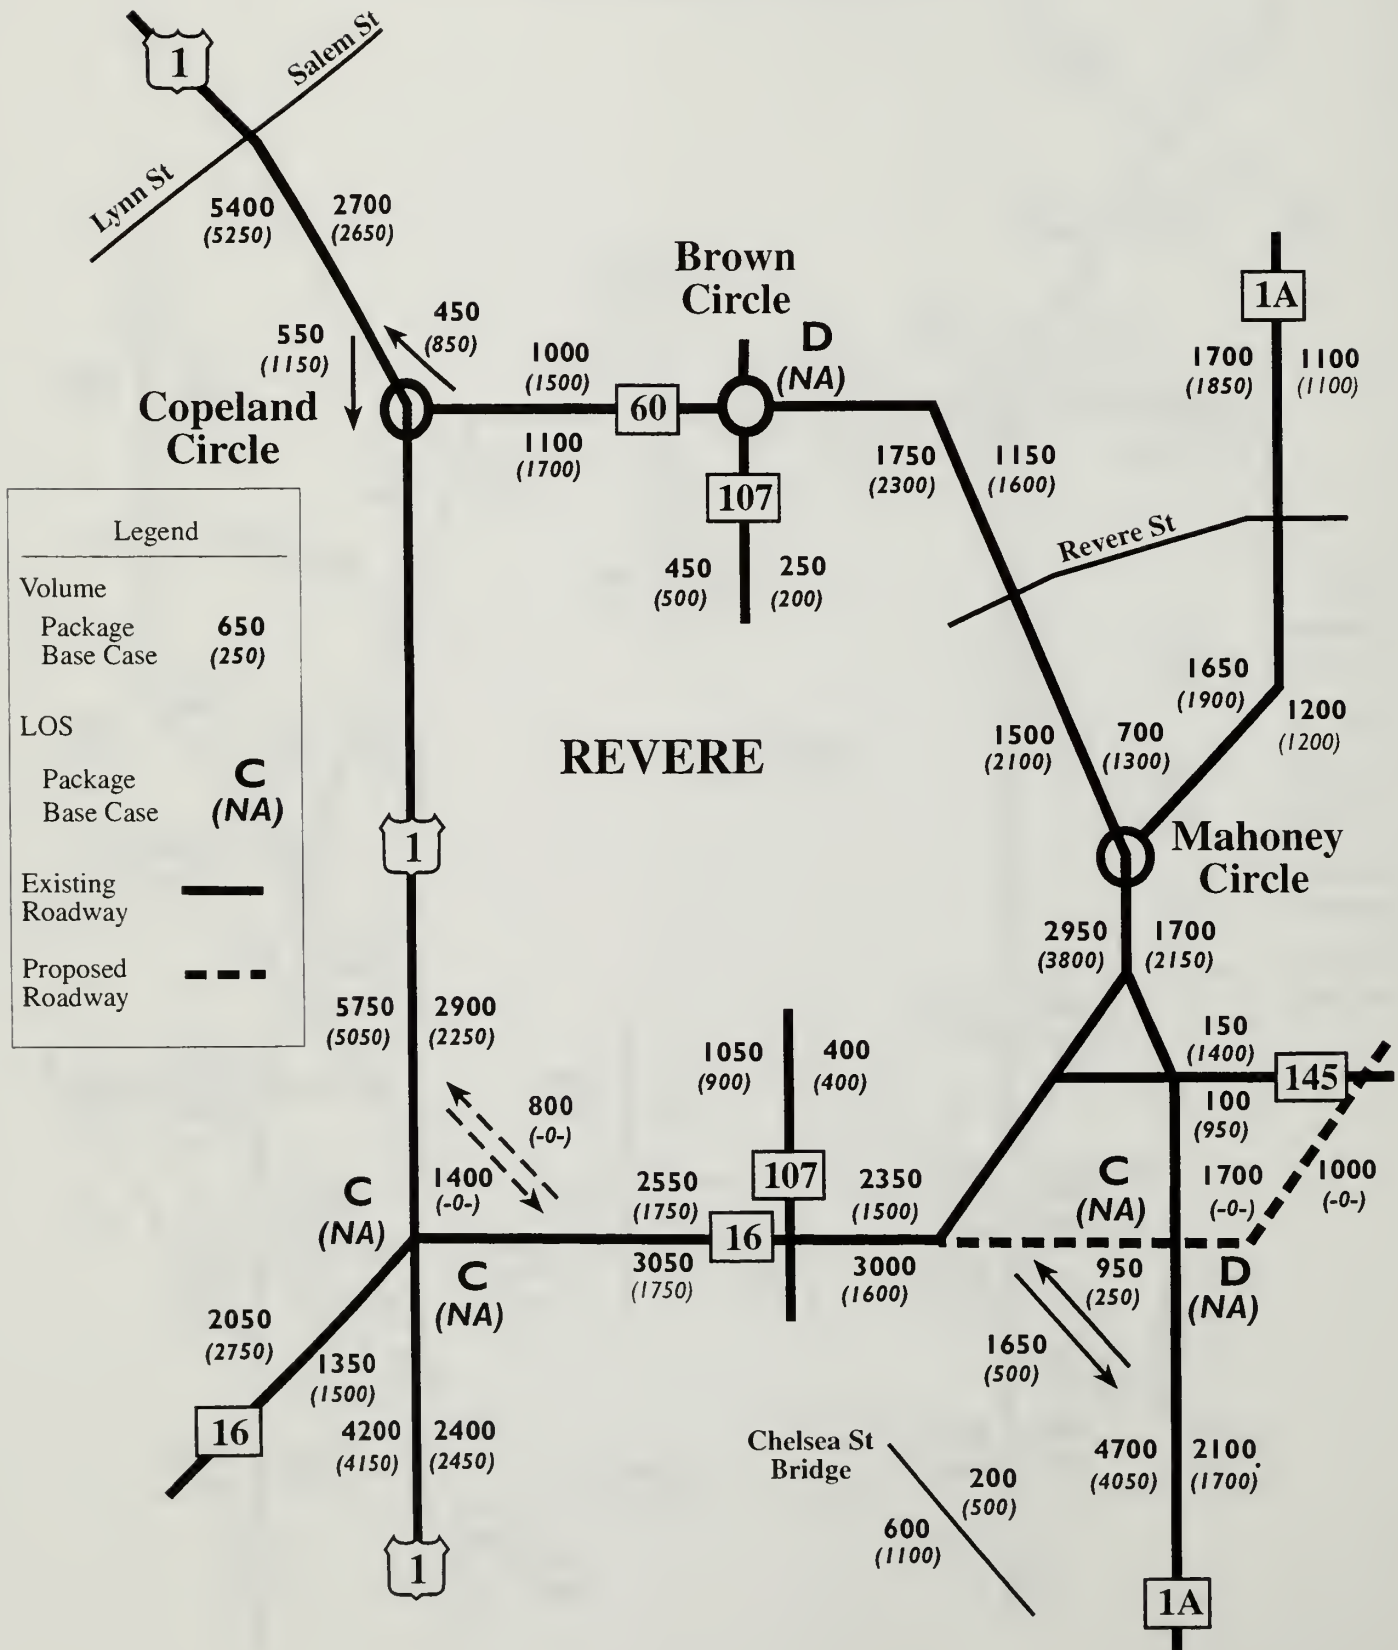 1
Salem St
Lynn St
5400
(5250)
2700
(2650)
Brown
Circle
1A
450
(850)
550
(1150)
1000
(1500)
D
(NA)
1700
(1850)
1100
(1100)
Copeland
Circle
60
1100
(1700)
107
1750
(2300)
1150
(1600)
Revere St
450
(500)
250
(200)
Legend
Volume
Package 650
Base Case (250)
LOS
Package C
Base Case (NA)
Existing
Roadway
Proposed
Roadway
REVERE
1650
(1900)
1200
(1200)
1500
(2100)
700
(1300)
1
Mahoney
Circle
2950
(3800)
1700
(2150)
5750
(5050)
2900
(2250)
1050
(900)
400
(400)
150
(1400)
145
100
(950)
800
(-0-)
1400
(-0-)
C
(NA)
2550
(1750)
107
2350
(1500)
C
(NA)
1700
(-0-)
1000
(-0-)
16
3050
(1750)
3000
(1600)
C
(NA)
950
(250)
D
(NA)
2050
(2750)
1350
(1500)
1650
(500)
16
4200
(4150)
2400
(2450)
Chelsea St
Bridge
200
(500)
600
(1100)
4700
(4050)
2100
(1700)
1
1A